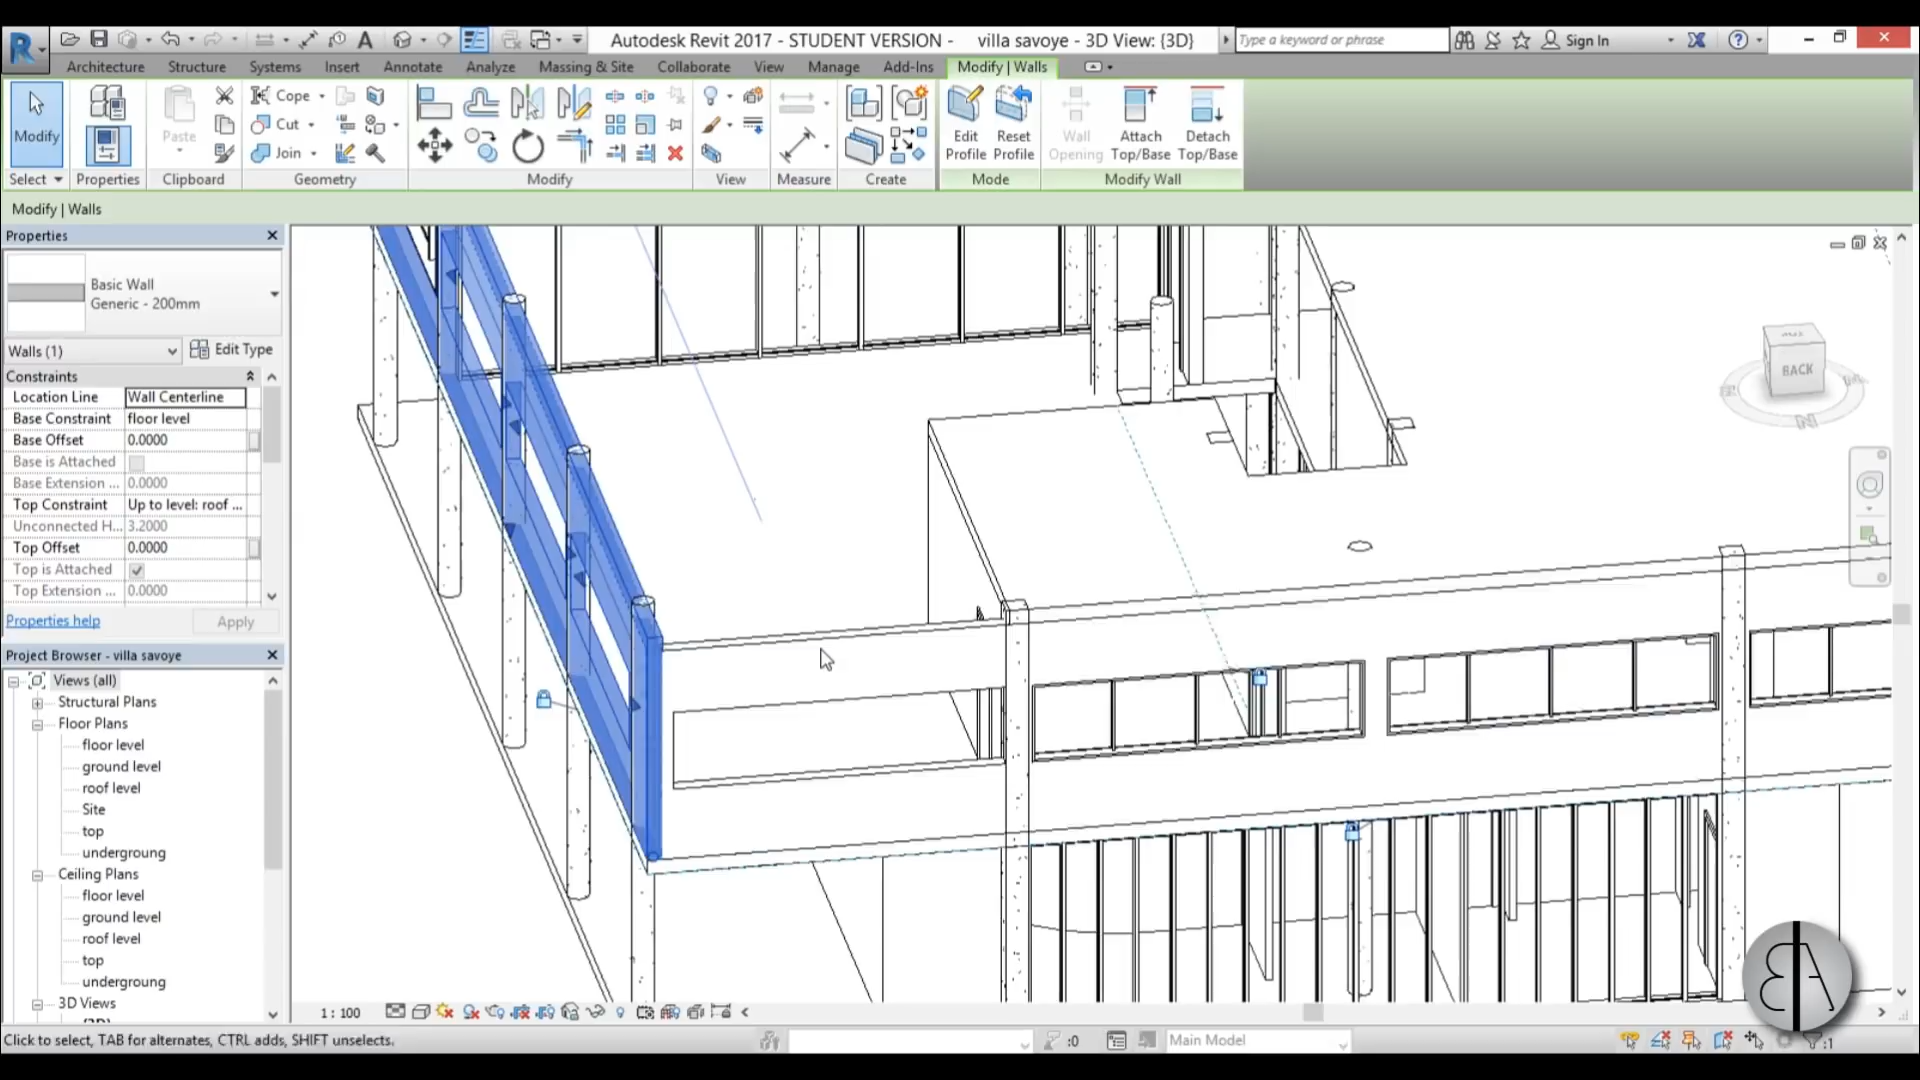 Autodesk Revit 2017 - STUDENT VERSION -    villa savoye - 3D View: {3D}
Type a keyword or phrase
Sign In
Architecture Structure Systems Insert Annotate Analyze Massing & Site Collaborate View Manage Add-Ins Modify | Walls
Modify
Paste
Cope
Cut
Join
Edit Profile
Reset Profile
Wall Opening
Attach Top/Base
Detach Top/Base
Select Properties Clipboard Geometry Modify View Measure Create Mode Modify Wall
Modify | Walls
Properties
Basic Wall
Generic - 200mm
Walls (1)
Edit Type
Constraints
Location Line Wall Centerline
Base Constraint floor level
Base Offset 0.0000
Base is Attached
Base Extension ... 0.0000
Top Constraint Up to level: roof ...
Unconnected H... 3.2000
Top Offset 0.0000
Top is Attached
Top Extension ... 0.0000
Properties help
Apply
Project Browser - villa savoye
Views (all)
Structural Plans
Floor Plans
floor level
ground level
roof level
Site
top
undergroung
Ceiling Plans
floor level
ground level
roof level
top
undergroung
3D Views
BACK
N
1 : 100
Click to select, TAB for alternates, CTRL adds, SHIFT unselects.
:0
Main Model
:1